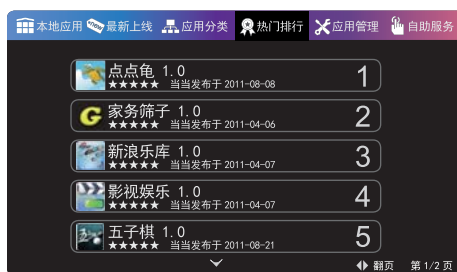 本地应用 new 最新上线 应用分类 热门排行 应用管理 自助服务
点点龟 1.0 1
★★★★★ 当当发布于 2011-08-08
G 家务筛子 1.0 2
★★★★★ 当当发布于 2011-04-06
新浪乐库 1.0 3
★★★★★ 当当发布于 2011-04-07
影视娱乐 1.0 4
★★★★★ 当当发布于 2011-04-07
五子棋 1.0 5
★★★★★ 当当发布于 2011-08-21
翻页 第 1/2 页